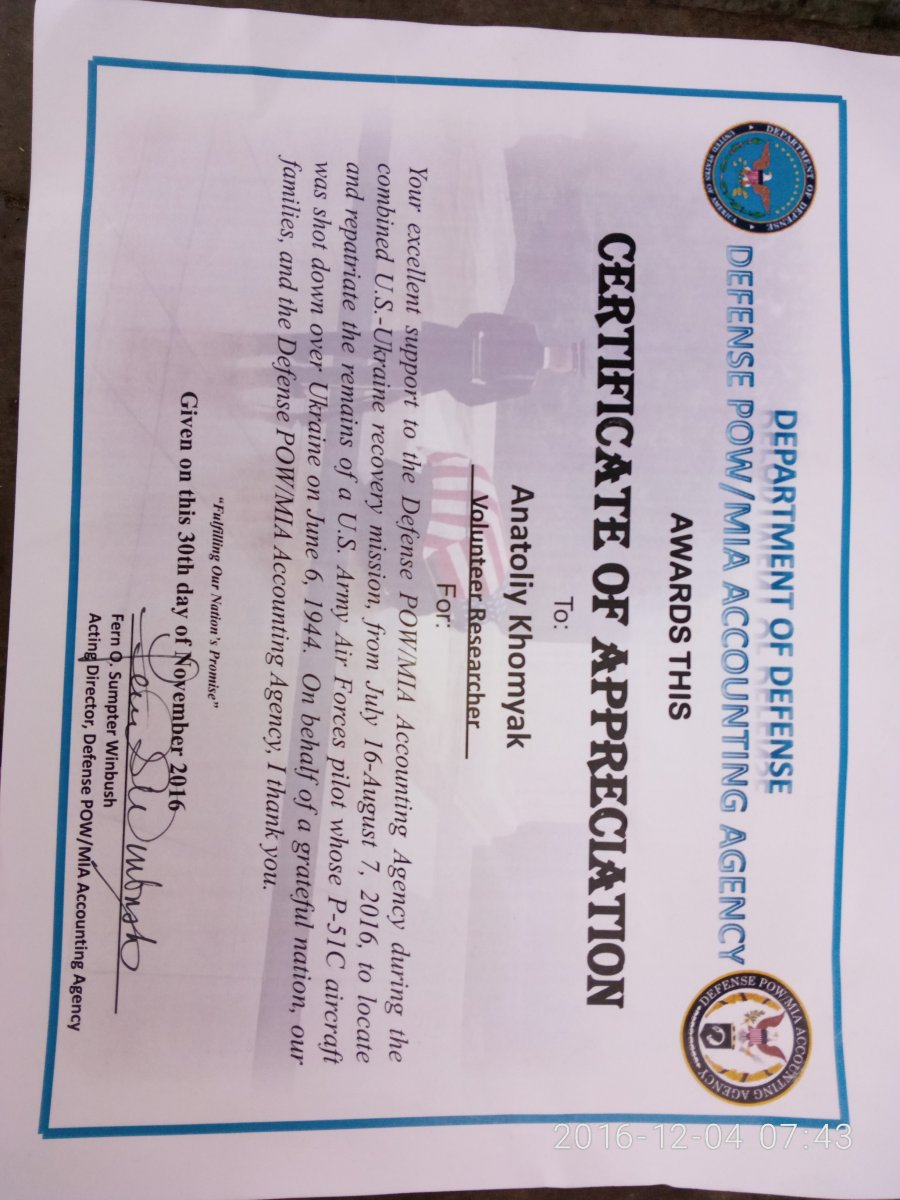 DEPARTMENT OF DEFENSE
DEFENSE POW/MIA ACCOUNTING AGENCY
DEPARTMENT OF DEFENSE
UNITED STATES OF AMERICA
DEFENSE POW/MIA ACCOUNTING AGENCY
AWARDS THIS
CERTIFICATE OF APPRECIATION
To:
Anatoliy Khomyak
Volunteer Researcher
For:
Your excellent support to the Defense POW/MIA Accounting Agency during the
combined U.S.-Ukraine recovery mission, from July 16-August 7, 2016, to locate
and repatriate the remains of a U.S. Army Air Forces pilot whose P-51C aircraft
was shot down over Ukraine on June 6, 1944. On behalf of a grateful nation, our
families, and the Defense POW/MIA Accounting Agency, I thank you.
"Fulfilling Our Nation's Promise"
Given on this 30th day of November 2016
Fern O. Sumpter Winbush
Acting Director, Defense POW/MIA Accounting Agency
2016-12-04 07:43